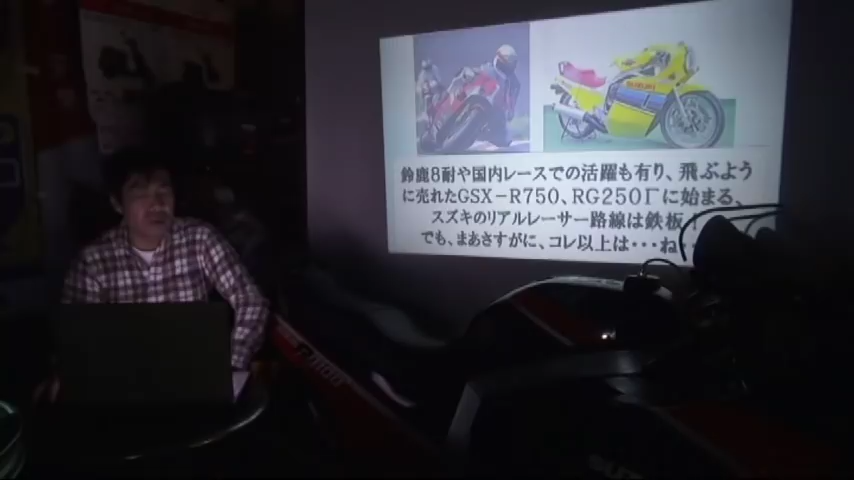 鈴鹿8耐や国内レースでの活躍も有り、飛ぶよう
に売れたGSX-R750、RG250Γに始まる、
スズキのリアルレーサー路線は鉄板！
でも、まあさすがに、コレ以上は･･･ね
SUZUKI